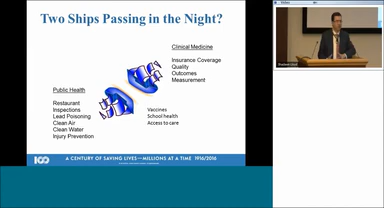 Two Ships Passing in the Night?
Clinical Medicine
Insurance Coverage
Quality
Outcomes
Measurement
Public Health
Restaurant
Inspections
Lead Poisoning
Clean Air
Clean Water
Injury Prevention
Vaccines
School health
Access to care
100
A CENTURY OF SAVING LIVES—MILLIONS AT A TIME 1916/2016
Video